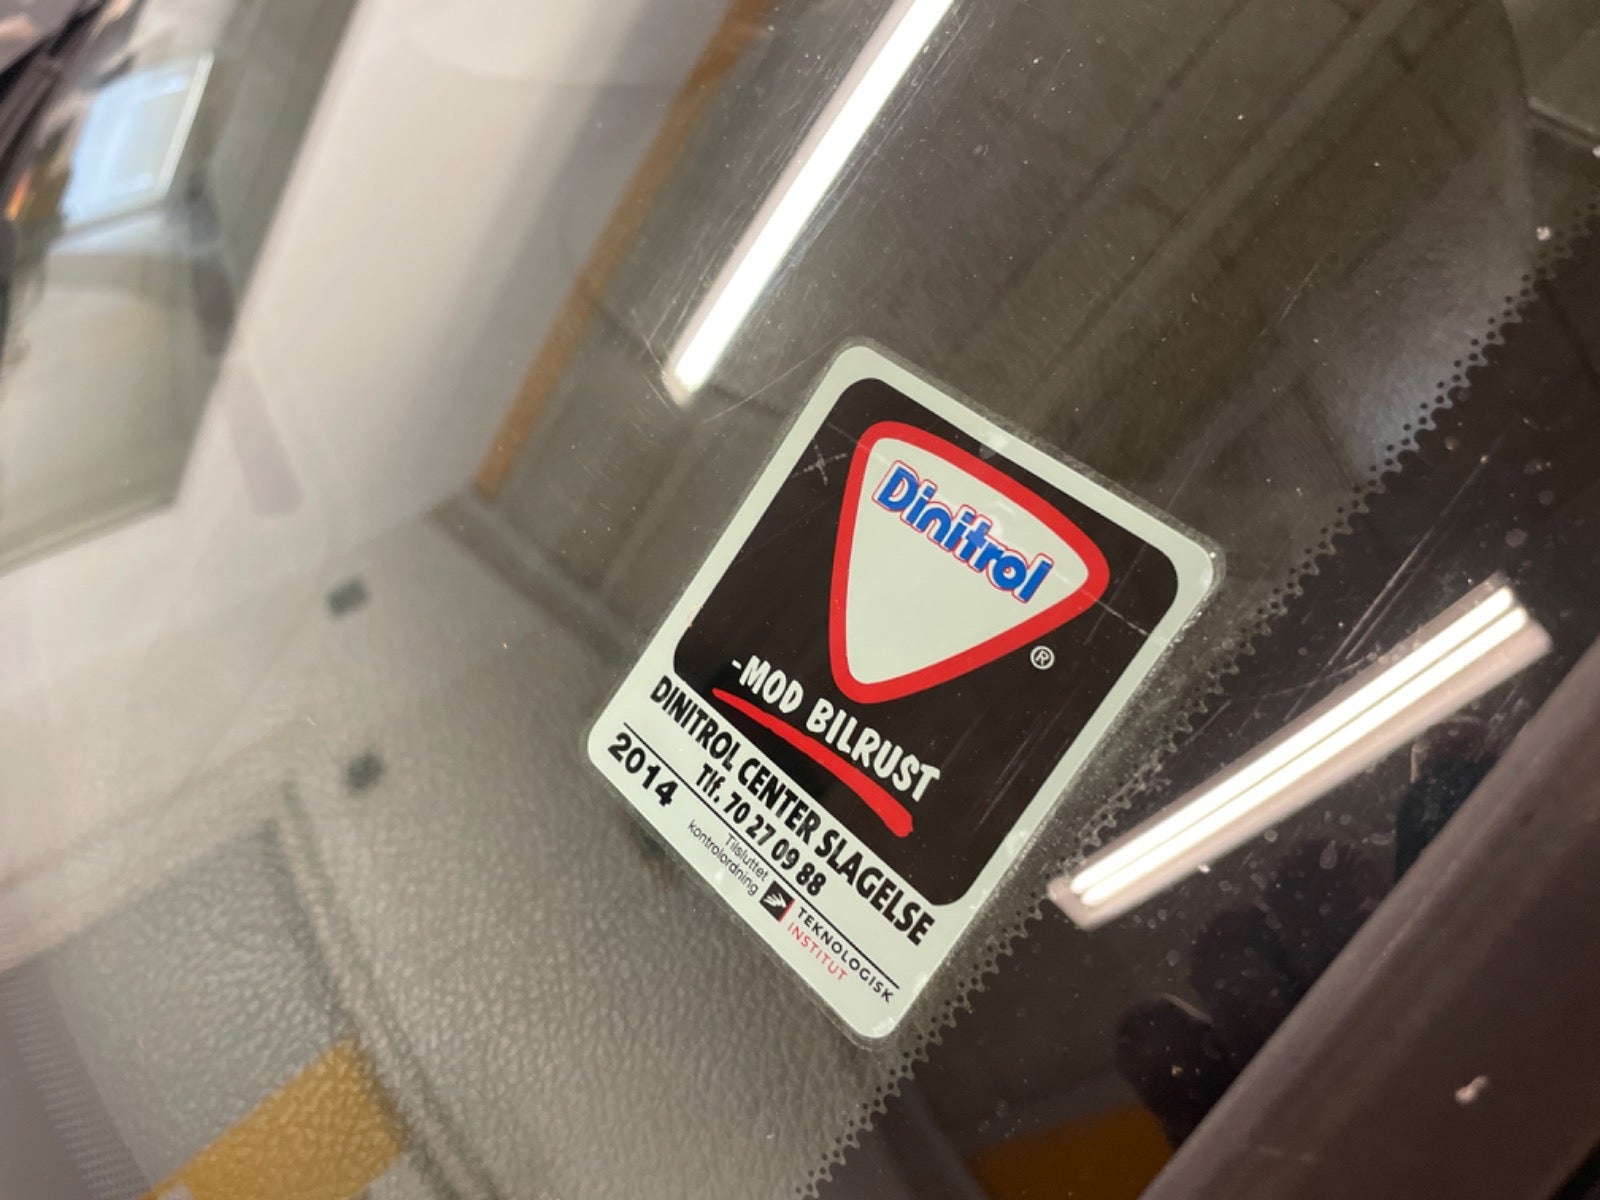 Dinitrol
®
-MOD BILRUST
DINITROL CENTER SLAGELSE
Tlf. 70 27 09 88
2014
Tilsluttet
kontrolordning
TEKNOLOGISK
INSTITUT